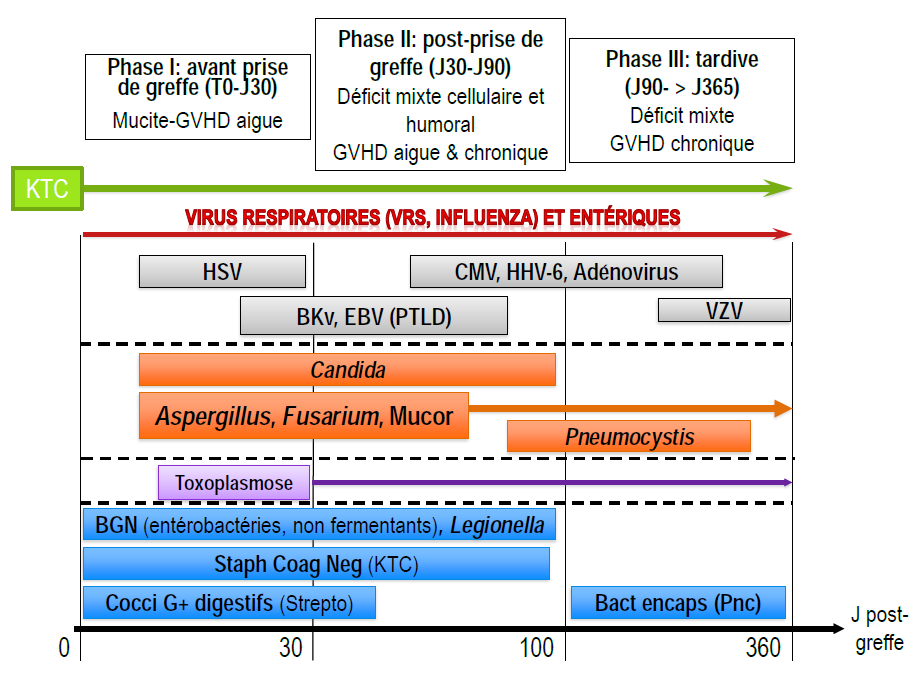 Phase I: avant prise
de greffe (T0-J30)
Mucite-GVHD aigue
Phase II: post-prise de
greffe (J30-J90)
Déficit mixte cellulaire et
humoral
GVHD aigue & chronique
Phase III: tardive
(J90- > J365)
Déficit mixte
GVHD chronique
KTC
VIRUS RESPIRATOIRES (VRS, INFLUENZA) ET ENTÉRIQUES
HSV
CMV, HHV-6, Adénovirus
BKv, EBV (PTLD)
VZV
Candida
Aspergillus, Fusarium, Mucor
Pneumocystis
Toxoplasmose
BGN (entérobactéries, non fermentants), Legionella
Staph Coag Neg (KTC)
Cocci G+ digestifs (Strepto)
Bact encaps (Pnc)
J post-
greffe
0
30
100
360